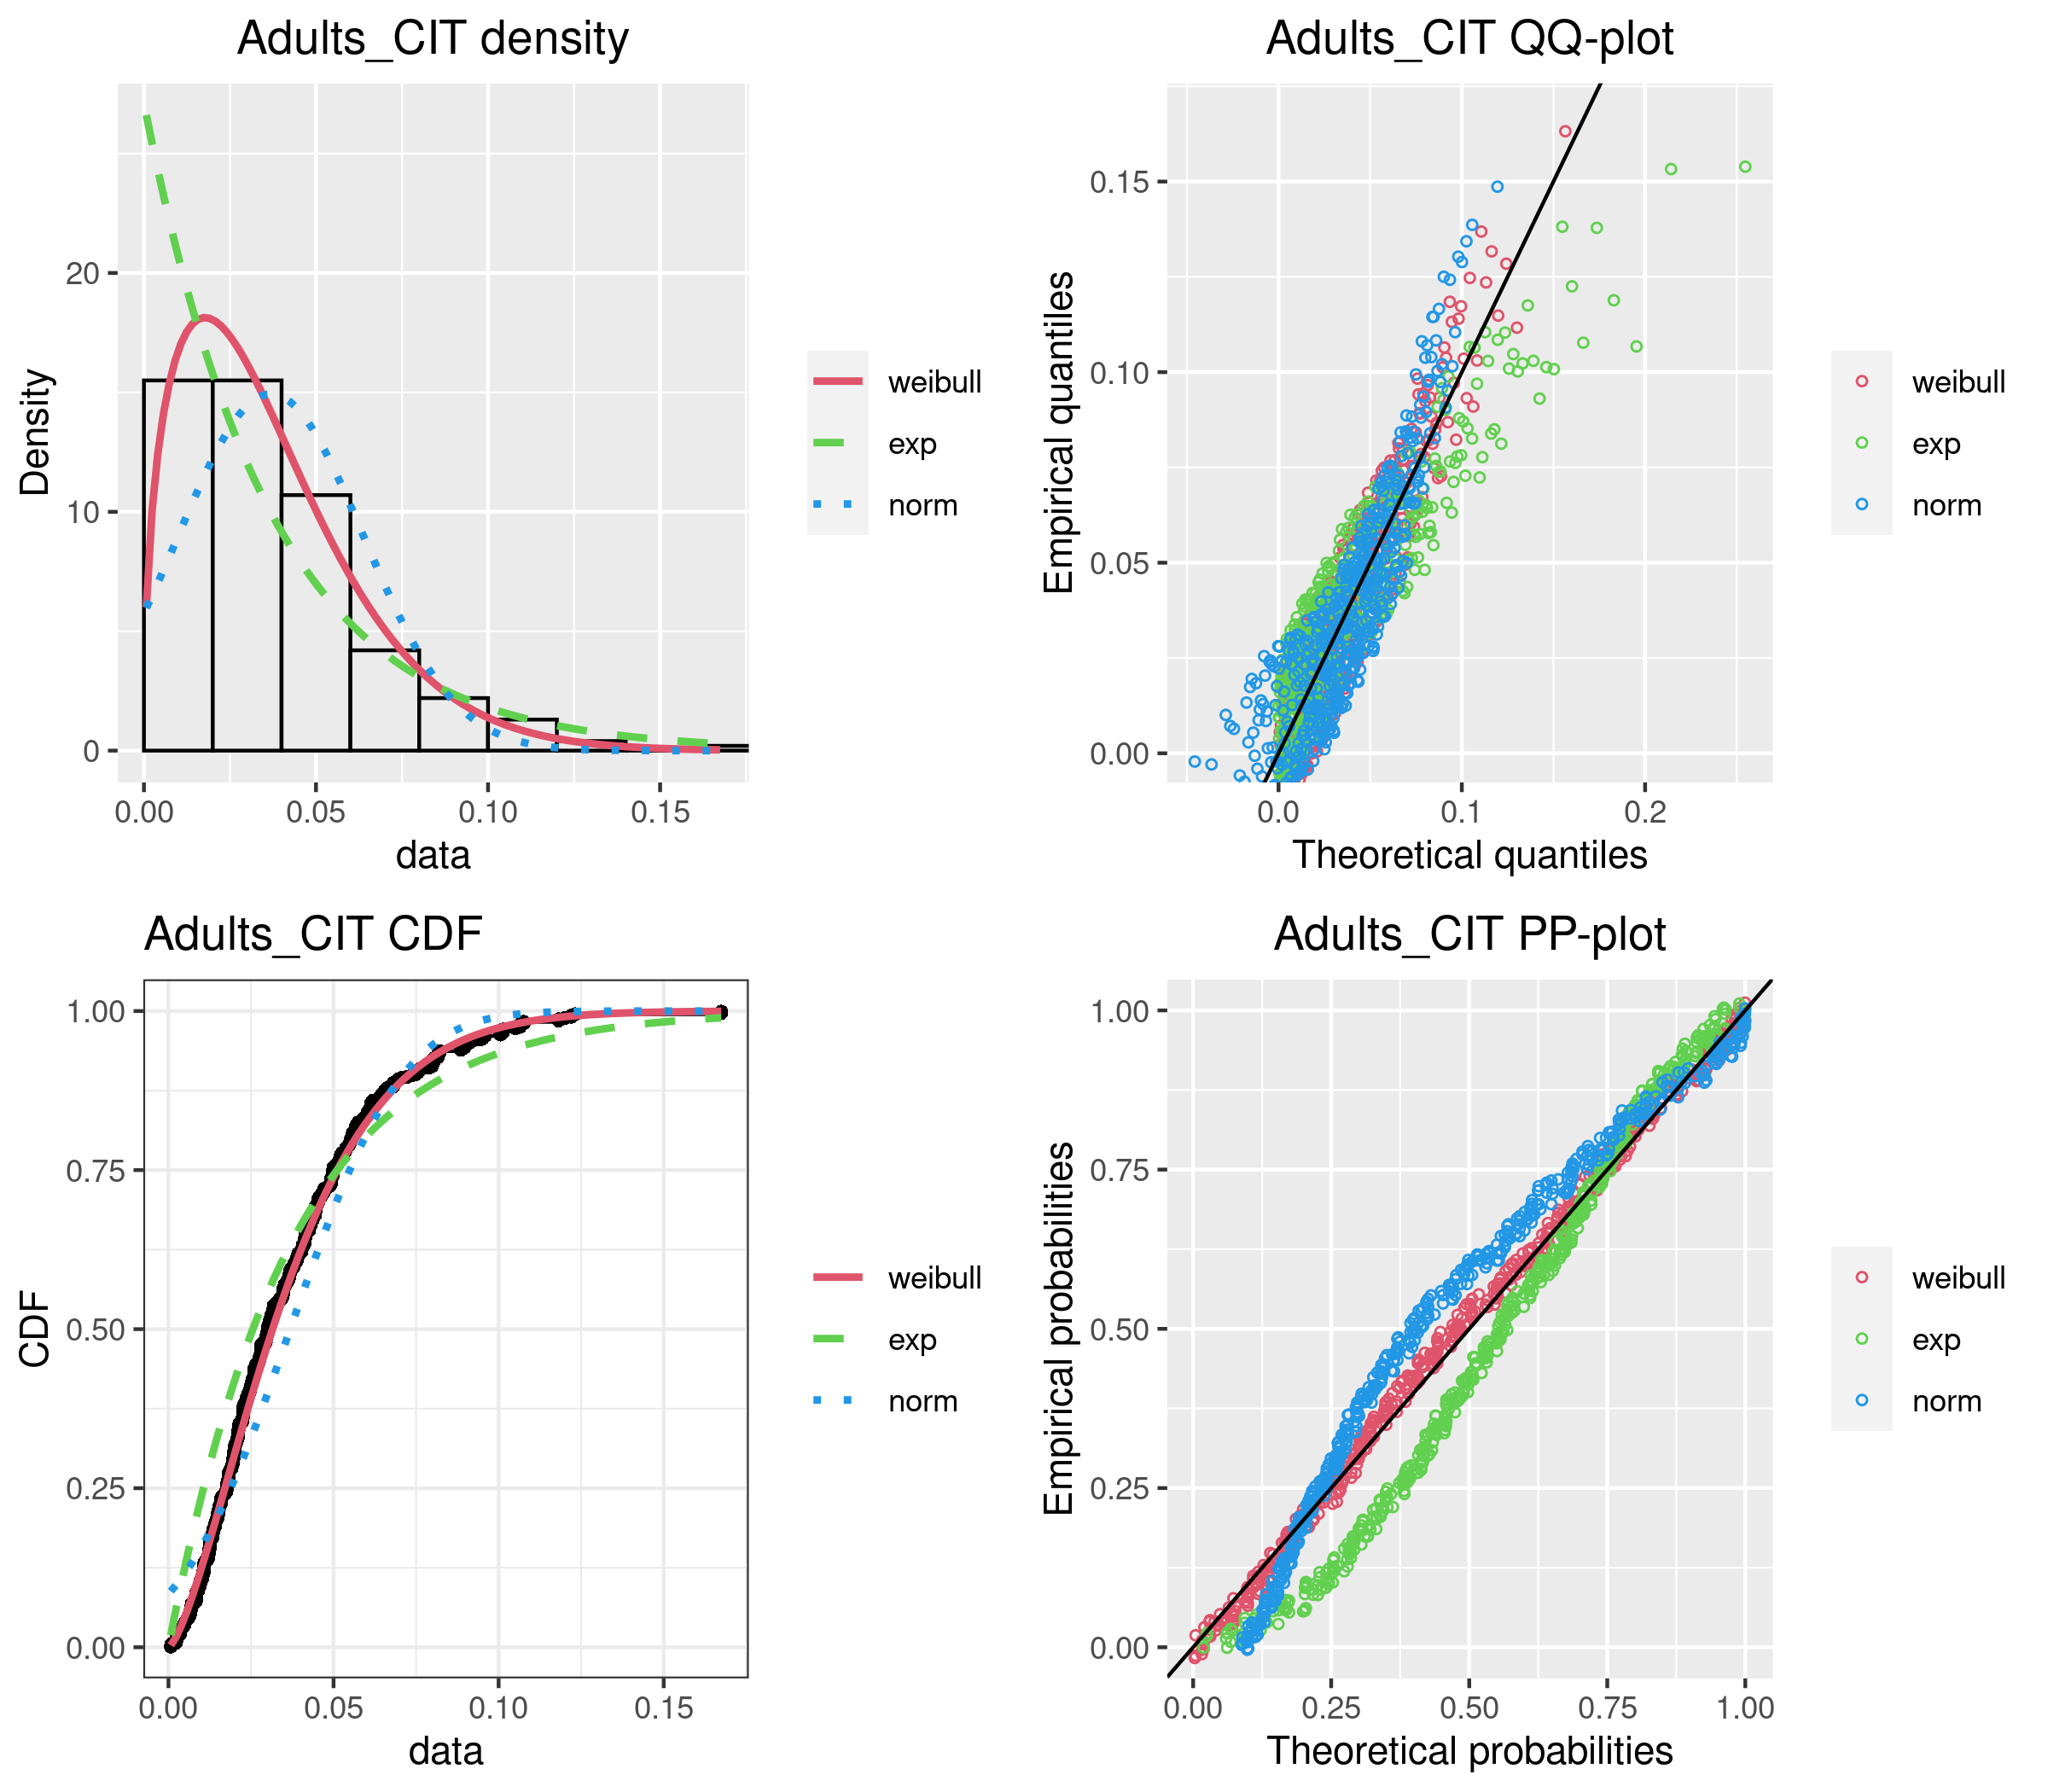 Adults_CIT density
Density
20
10
0
0.00 0.05 0.10 0.15
data
weibull
exp
norm
Adults_CIT QQ-plot
Empirical quantiles
0.15
0.10
0.05
0.00
0.0 0.1 0.2
Theoretical quantiles
weibull
exp
norm
Adults_CIT CDF
CDF
1.00
0.75
0.50
0.25
0.00
0.00 0.05 0.10 0.15
data
weibull
exp
norm
Adults_CIT PP-plot
Empirical probabilities
1.00
0.75
0.50
0.25
0.00
0.00 0.25 0.50 0.75 1.00
Theoretical probabilities
weibull
exp
norm